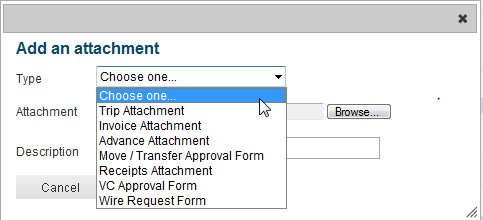 Add an attachment
Type Choose one...
Choose one...
Trip Attachment
Attachment Browse...
Invoice Attachment
Advance Attachment
Description
Move / Transfer Approval Form
Receipts Attachment
Cancel
VC Approval Form
Wire Request Form